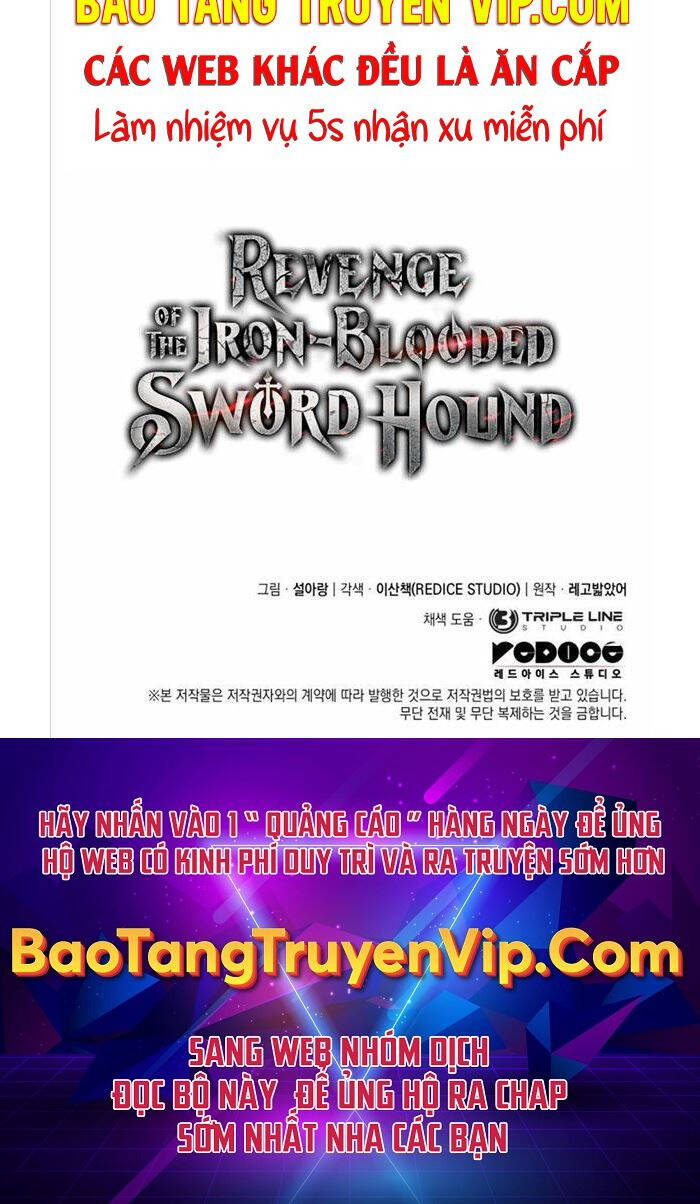 BAO TANG TRUYEN VIP.COM
CÁC WEB KHÁC ĐỀU LÀ ĂN CẮP
Làm nhiệm vụ 5s nhận xu miễn phí
REVENGE
OF THE IRON-BLOODED
SWORD HOUND
그림 · 설아랑 | 각색 · 이산책(REDICE STUDIO) | 원작 · 레고밟았어
채색 도움 · TRIPLE LINE
STUDIO
REDICE
레드아이스 스튜디오
※본 저작물은 저작권자와의 계약에 따라 발행한 것으로 저작권법의 보호를 받고 있습니다.
무단 전재 및 무단 복제하는 것을 금합니다.
HÃY NHẤN VÀO 1 " QUẢNG CÁO " HÀNG NGÀY ĐỂ ỦNG
HỘ WEB CÓ KINH PHÍ DUY TRÌ VÀ RA TRUYỆN SỚM HƠN
BaoTangTruyenVip.Com
SANG WEB NHÓM DỊCH
ĐỌC BỘ NÀY ĐỂ ỦNG HỘ RA CHAP
SỚM NHẤT NHA CÁC BẠN